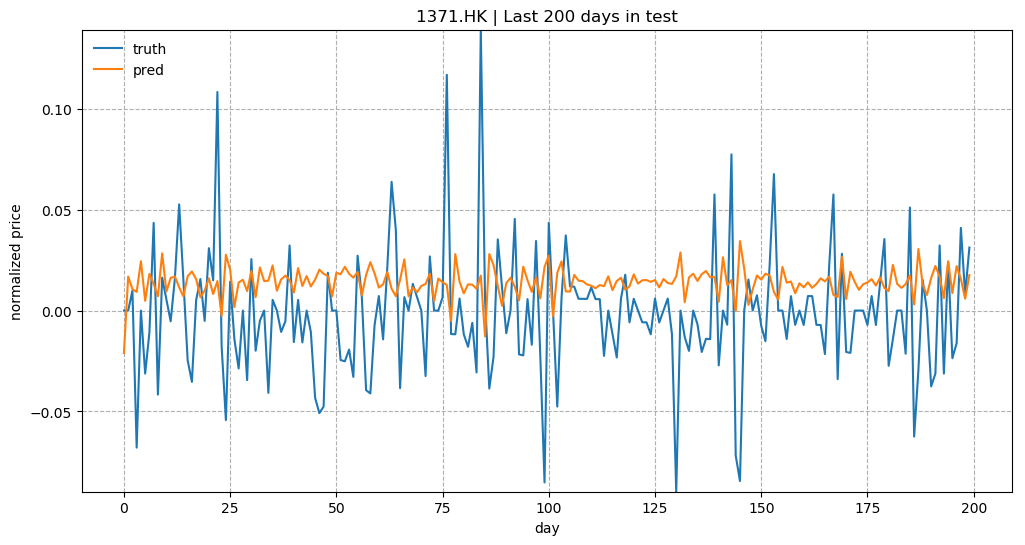 1371.HK | Last 200 days in test
truth
pred
normalized price
0.10
0.05
0.00
−0.05
0 25 50 75 100 125 150 175 200
day